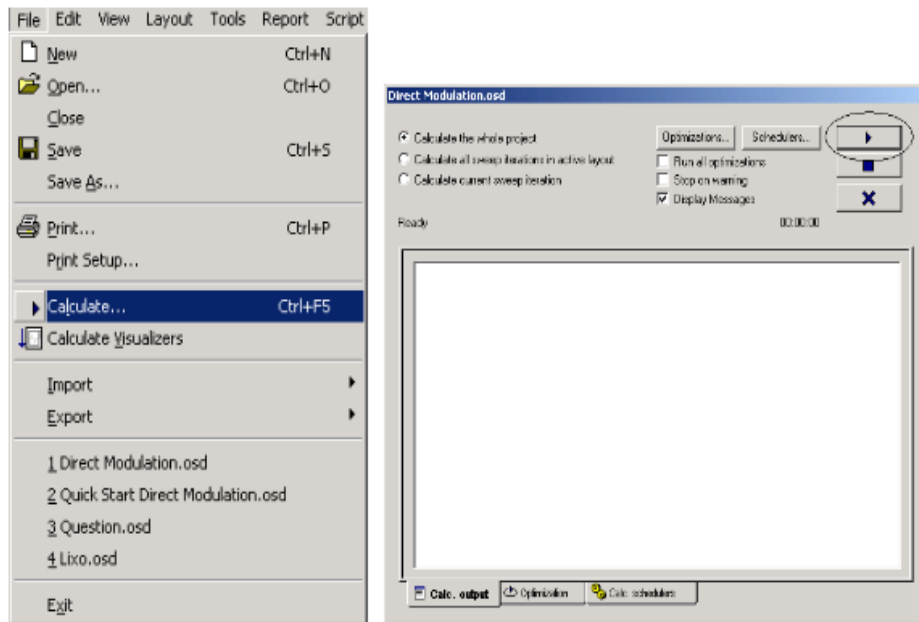 File Edit View Layout Tools Report Script
New Ctrl+N
Open... Ctrl+O
Close
Save Ctrl+S
Save As...
Print... Ctrl+P
Print Setup...
Calculate... Ctrl+F5
Calculate Visualizers
Import
Export
1 Direct Modulation.osd
2 Quick Start Direct Modulation.osd
3 Question.osd
4 Lixo.osd
Exit
Direct Modulation.osd
Calculate the whole project
Calculate all sweep iterations in active layout
Calculate current sweep iteration
Optimizations... Schedulers...
Run all optimizations
Stop on warning
Display Messages
Ready 00:00:00
Calc. output Optimization Calc. schedulers